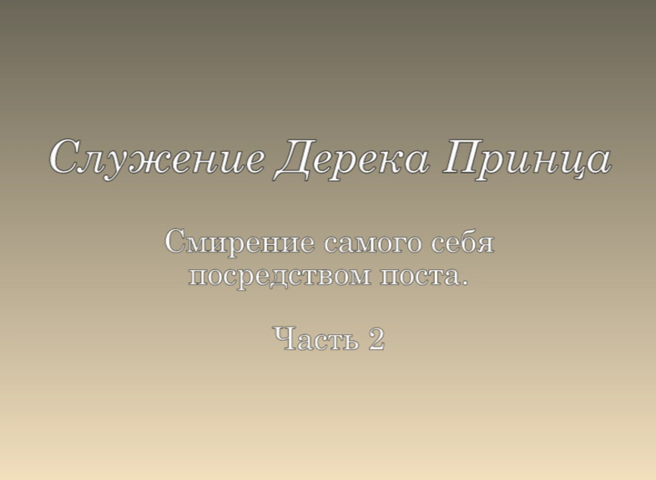 Служение Дерека Принца
Смирение самого себя
посредством поста.
Часть 2